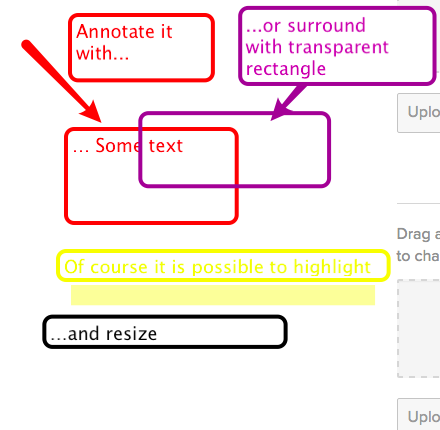 Annotate it
with...
...or surround
with transparent
rectangle
Uplo
... Some text
Drag a
to cha
Of course it is possible to highlight
...and resize
Uplo